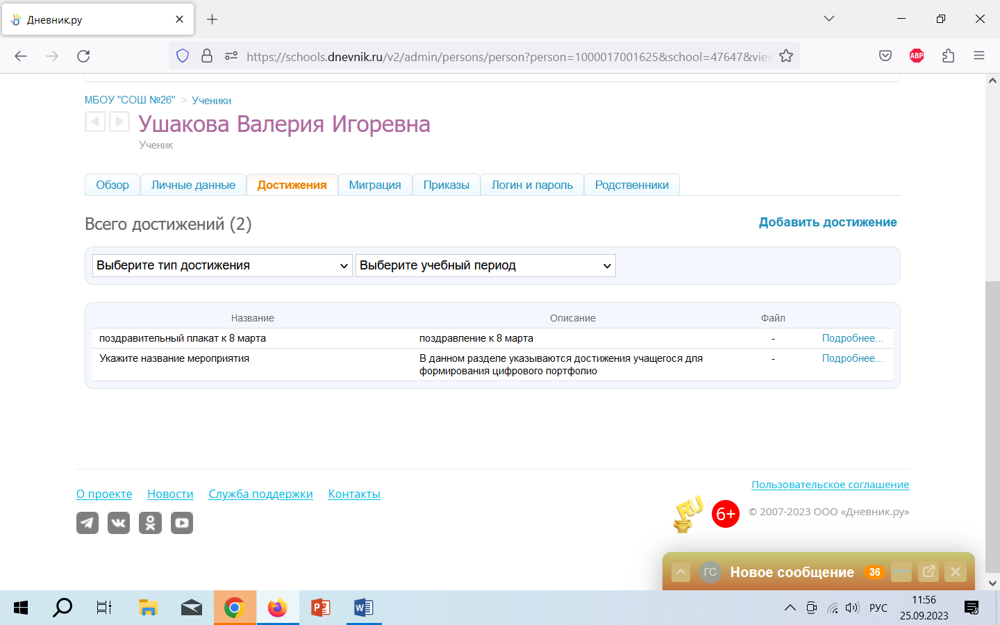 Дневник.ру
https://schools.dnevnik.ru/v2/admin/persons/person?person=1000017001625&school=47647&view
ABP
МБОУ "СОШ №26" > Ученики
Ушакова Валерия Игоревна
Ученик
Обзор Личные данные Достижения Миграция Приказы Логин и пароль Родственники
Всего достижений (2) Добавить достижение
Выберите тип достижения Выберите учебный период
Название Описание Файл
поздравительный плакат к 8 марта поздравление к 8 марта - Подробнее...
Укажите название мероприятия В данном разделе указываются достижения учащегося для - Подробнее...
формирования цифрового портфолио
О проекте Новости Служба поддержки Контакты
Пользовательское соглашение
RU 6+ © 2007-2023 ООО «Дневник.ру»
ГС Новое сообщение 36
РУС 11:56
25.09.2023